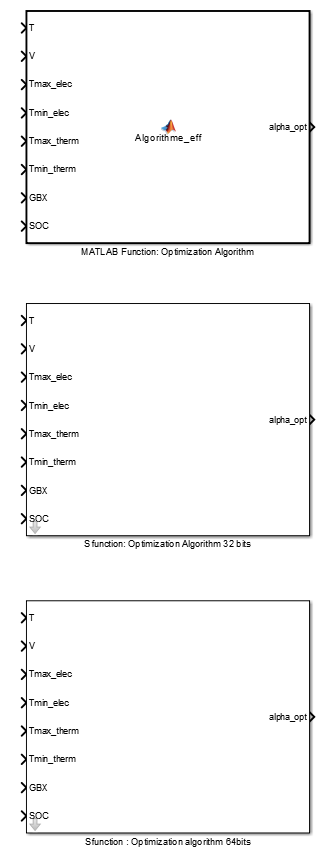 T
V
Tmax_elec
Tmin_elec
Tmax_therm
Tmin_therm
GBX
SOC
Algorithme_eff
alpha_opt
MATLAB Function: Optimization Algorithm
T
V
Tmax_elec
Tmin_elec
Tmax_therm
Tmin_therm
GBX
SOC
alpha_opt
Sfunction: Optimization Algorithm 32 bits
T
V
Tmax_elec
Tmin_elec
Tmax_therm
Tmin_therm
GBX
SOC
alpha_opt
Sfunction : Optimization algorithm 64bits